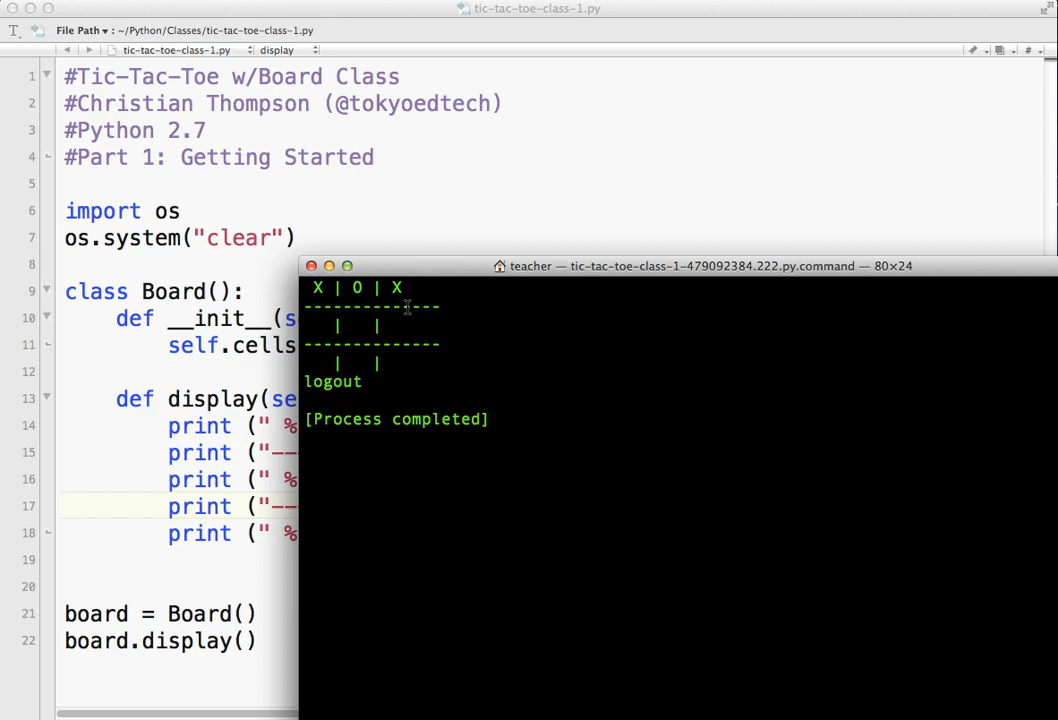 tic-tac-toe-class-1.py
File Path ▾ : ~/Python/Classes/tic-tac-toe-class-1.py
tic-tac-toe-class-1.py display #
1 #Tic-Tac-Toe w/Board Class
2 #Christian Thompson (@tokyoedtech)
3 #Python 2.7
4 #Part 1: Getting Started
5
6 import os
7 os.system("clear")
8
9 class Board():
10 def __init__(s
11 self.cells
12
13 def display(se
14 print (" %
15 print ("--
16 print (" %
17 print ("--
18 print (" %
19
20
21 board = Board()
22 board.display()
teacher — tic-tac-toe-class-1-479092384.222.py.command — 80×24
X | O | X
--------------
| |
--------------
| |
logout
[Process completed]